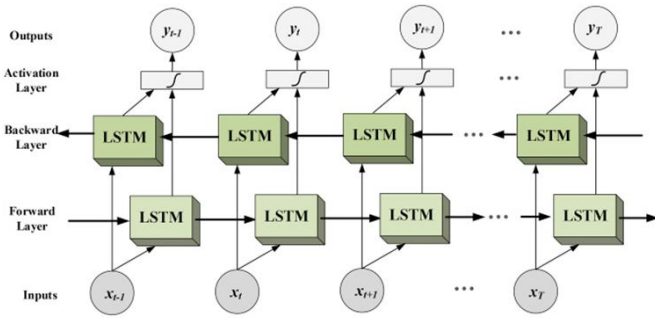 Outputs
y_{t-1} y_t y_{t+1} ... y_T
Activation
Layer
∫ ∫ ∫ ... ∫
Backward
Layer
LSTM LSTM LSTM ... LSTM
Forward
Layer
LSTM LSTM LSTM ... LSTM
Inputs
x_{t-1} x_t x_{t+1} ... x_T